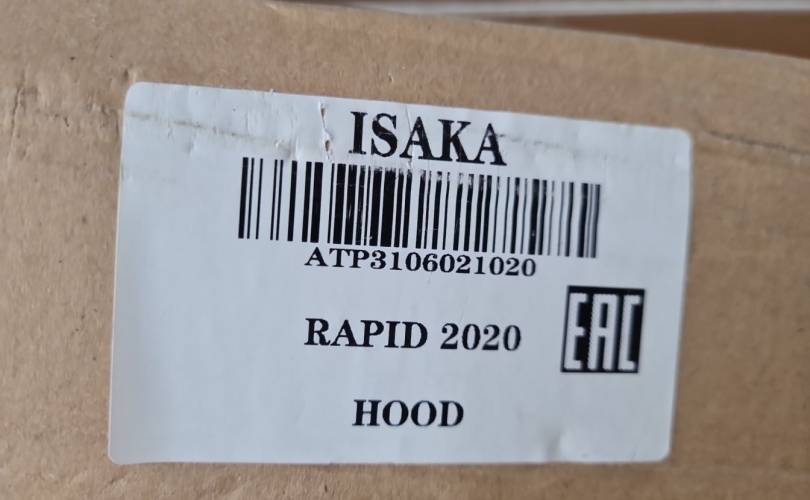 ISAKA
ATP3106021020
RAPID 2020
EAC
HOOD